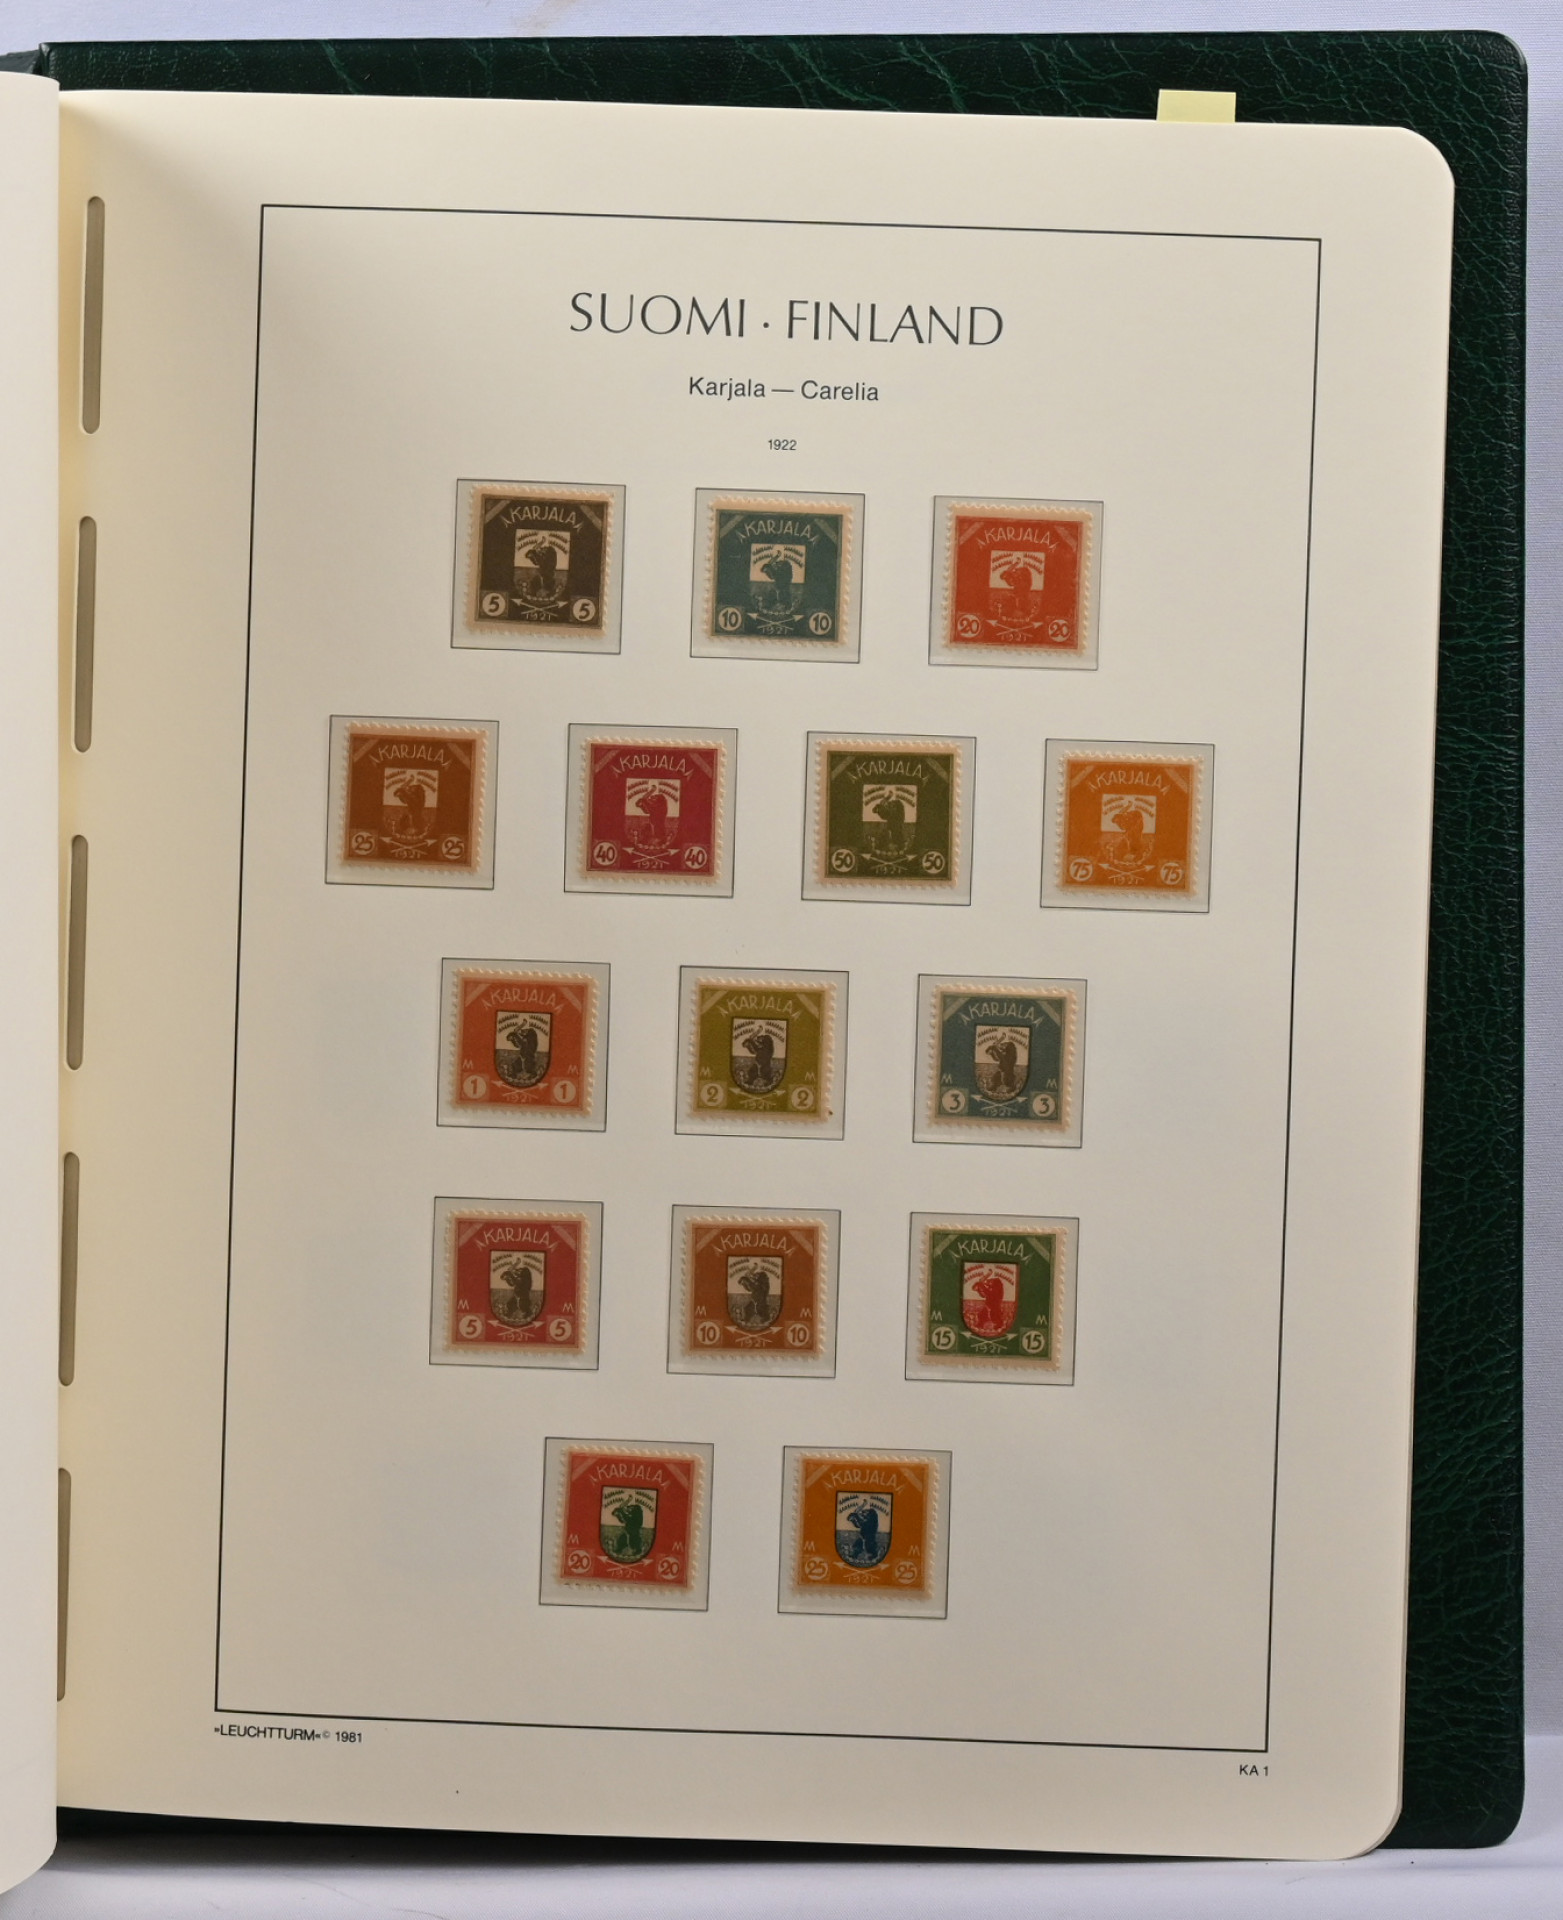 SUOMI · FINLAND
Karjala — Carelia
1922
KARJALA
5 1921 5
KARJALA
10 1921 10
KARJALA
20 1921 20
KARJALA
25 1921 25
KARJALA
40 1921 40
KARJALA
50 1921 50
KARJALA
75 1921 75
KARJALA
M M
1 1921 1
KARJALA
M M
2 1921 2
KARJALA
M M
3 1921 3
KARJALA
M M
5 1921 5
KARJALA
M M
10 1921 10
KARJALA
M M
15 1921 15
KARJALA
M M
20 1921 20
KARJALA
M M
25 1921 25
»LEUCHTTURM« © 1981
KA 1